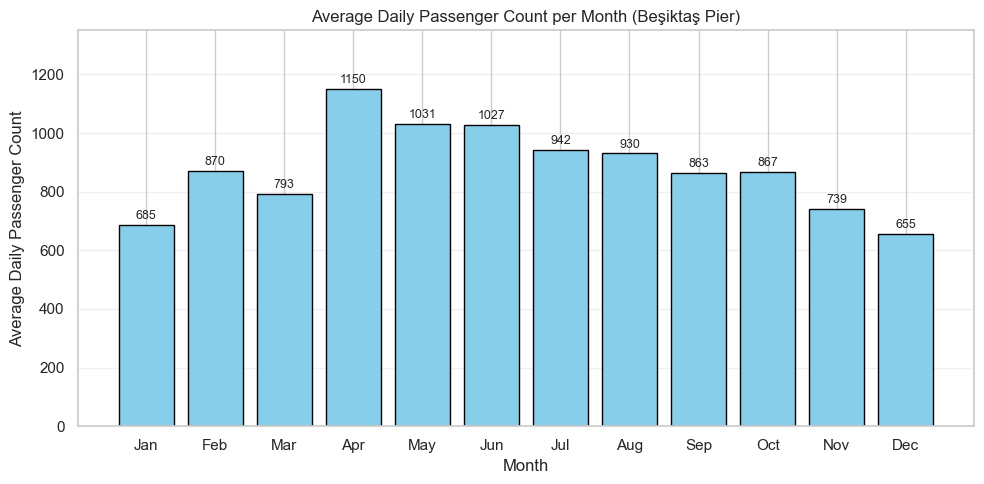 Average Daily Passenger Count per Month (Beşiktaş Pier)
Average Daily Passenger Count
1200
1000
800
600
400
200
0
685
870
793
1150
1031
1027
942
930
863
867
739
655
Jan
Feb
Mar
Apr
May
Jun
Jul
Aug
Sep
Oct
Nov
Dec
Month